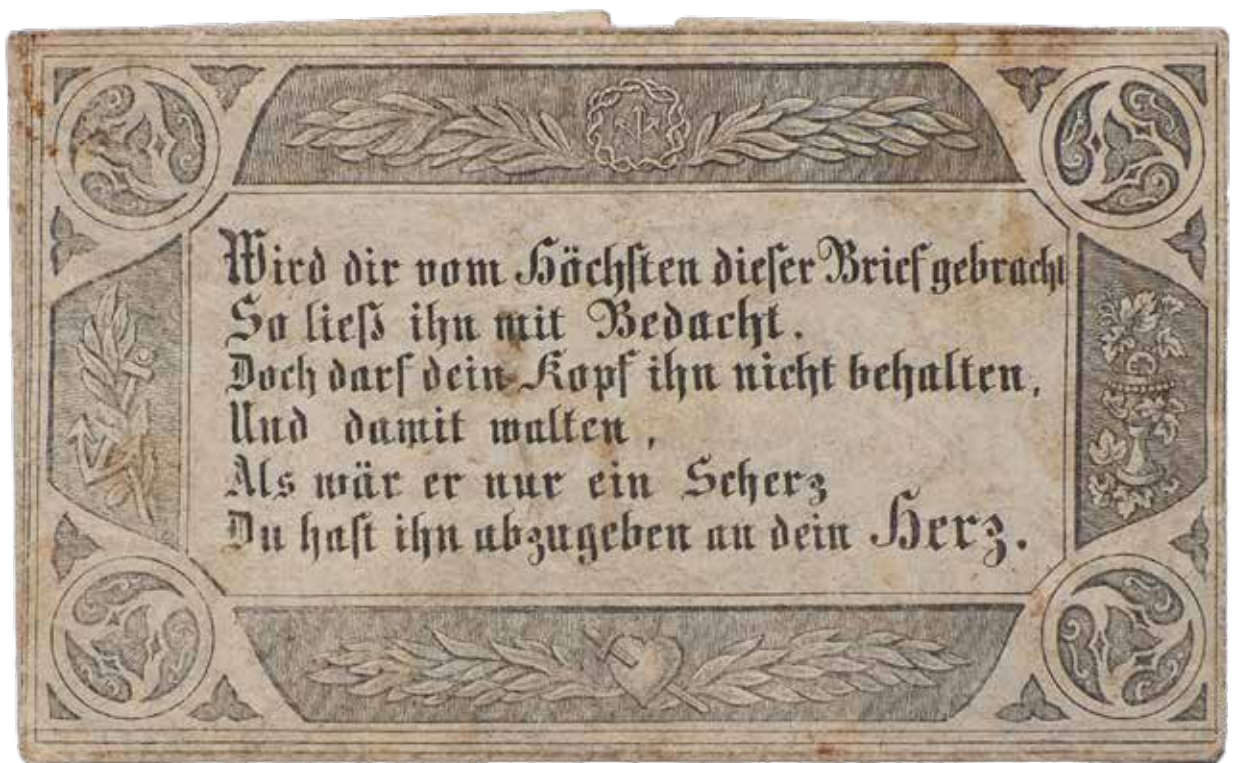 Wird dir vom Höchsten dieser Brief gebracht
So ließ ihn mit Bedacht.
Doch darf dein Kopf ihn nicht behalten,
Und damit walten,
Als wär er nur ein Scherz
Du hast ihn abzugeben an dein Herz.